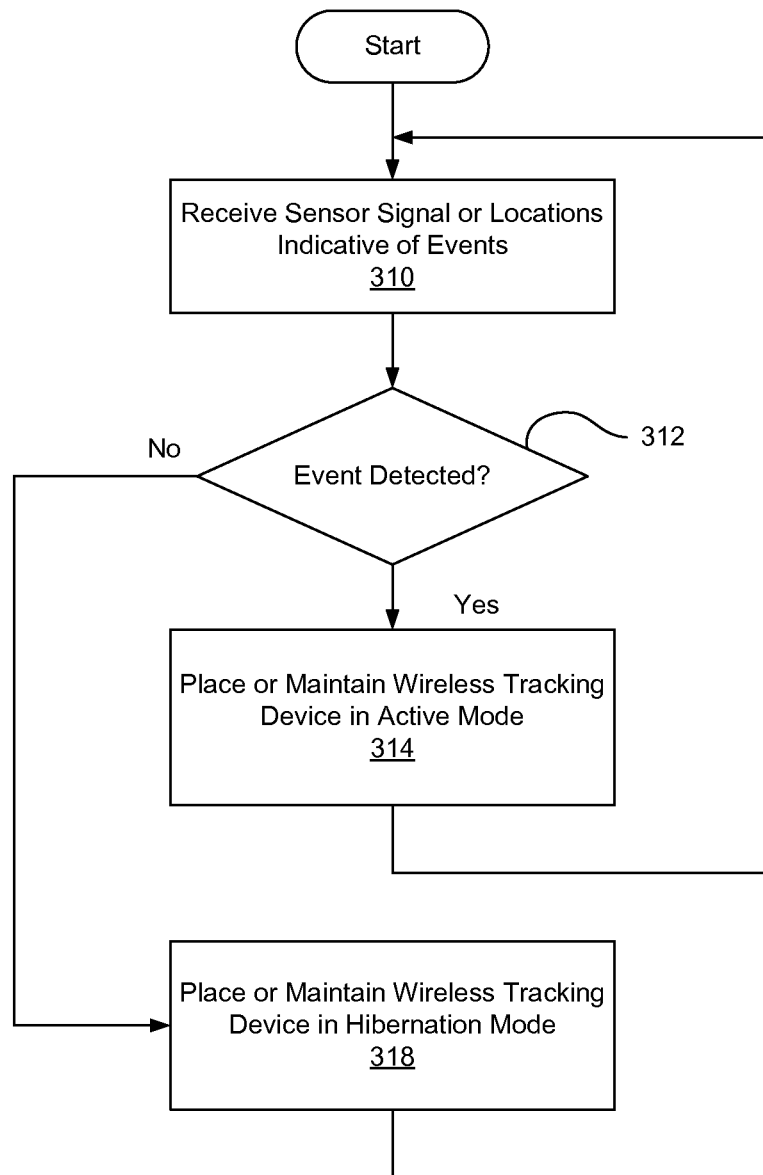 Start
Receive Sensor Signal or Locations
Indicative of Events
310
No
Event Detected?
312
Yes
Place or Maintain Wireless Tracking
Device in Active Mode
314
Place or Maintain Wireless Tracking
Device in Hibernation Mode
318